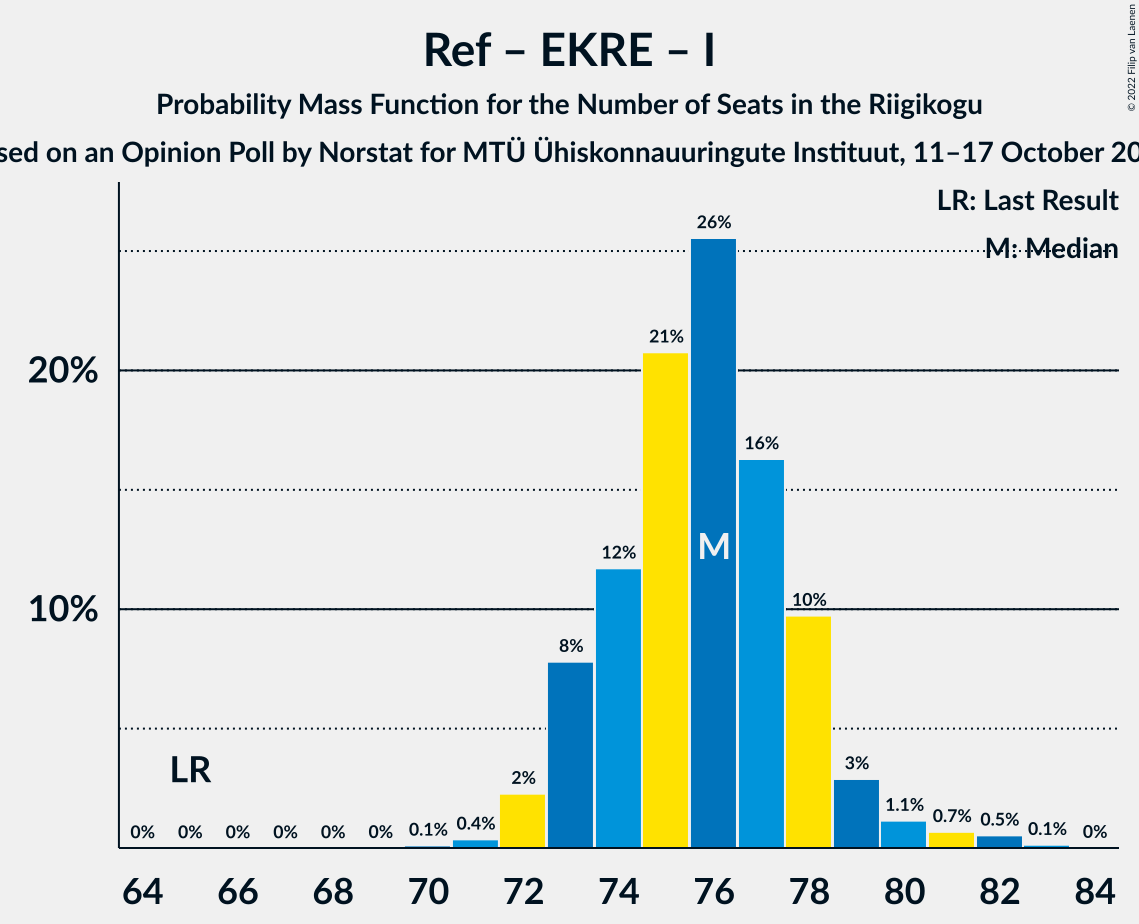 Ref – EKRE – I
Probability Mass Function for the Number of Seats in the Riigikogu
sed on an Opinion Poll by Norstat for MTÜ Ühiskonnauuringute Instituut, 11–17 October 20
© 2022 Filip van Laenen
LR: Last Result
M: Median
26%
21%
20%
16%
M
12%
10%
10%
8%
LR
3%
2%
1.1%
0.7%
0.5%
0.4%
0.1%
0.1%
0% 0% 0% 0% 0% 0% 0%
64 66 68 70 72 74 76 78 80 82 84